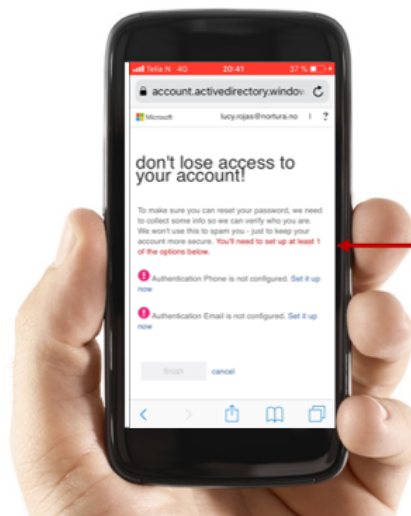 Telia N 4G 20:41 37 %
account.activedirectory.window
Microsoft lucy.rojas@nortura.no | ?
don't lose access to
your account!
To make sure you can reset your password, we need
to collect some info so we can verify who you are.
We won't use this to spam you - just to keep your
account more secure. You'll need to set up at least 1
of the options below.
! Authentication Phone is not configured. Set it up
now
! Authentication Email is not configured. Set it up
now
finish cancel